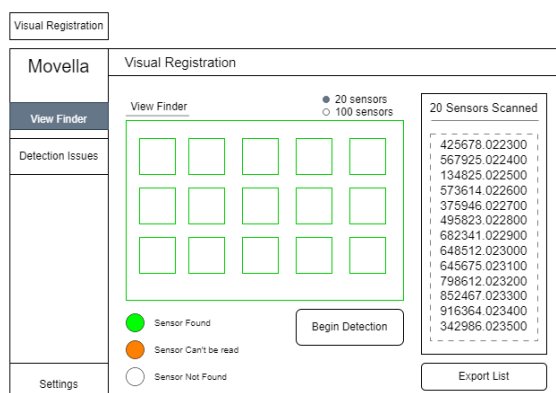 Visual Registration
Movella
Visual Registration
View Finder
Detection Issues
Settings
View Finder
20 sensors
100 sensors
Sensor Found
Sensor Can't be read
Sensor Not Found
Begin Detection
20 Sensors Scanned
425678.022300
567925.022400
134825.022500
573614.022600
375946.022700
495823.022800
682341.022900
648512.023000
645675.023100
798612.023200
852467.023300
916364.023400
342986.023500
Export List